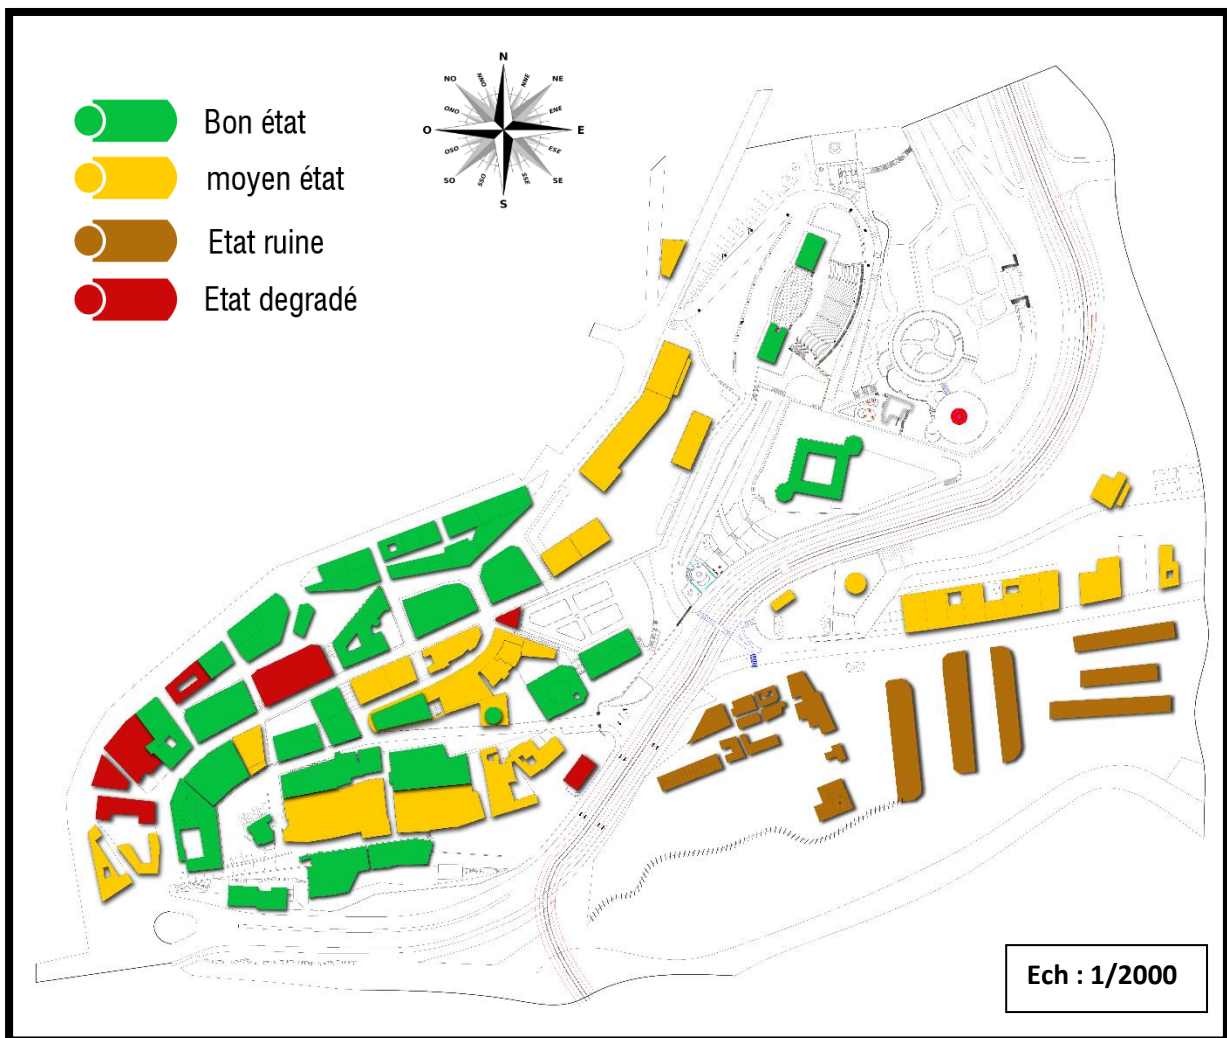 Bon état
moyen état
Etat ruine
Etat degradé
N
NNO
NNE
NO
NE
ONO
ENE
O
E
OSO
ESE
SO
SSO
SSE
SE
S
Ech : 1/2000